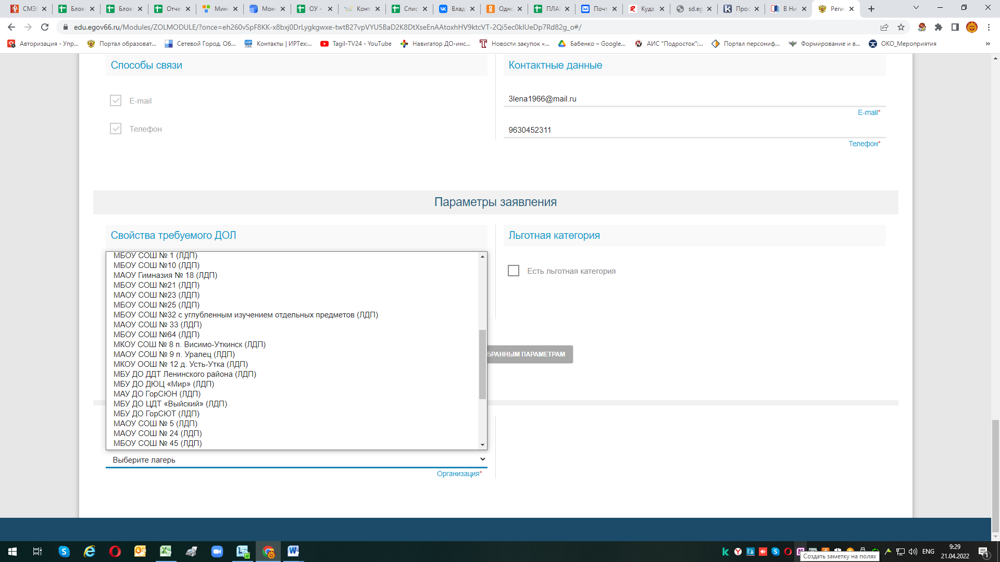 СМЭ
Блок
Блок
Отче
Мин
Мон
ОУ -
Конт
Спис
Влад
Одно
ПЛА
Почт
Куда
sd.eg
Прос
В Ни
Реги
edu.egov66.ru/Modules/ZOLMODULE/?once=eh260vSpF8KK-x8bxj0DrLygkgwxe-twtB27vpVYU5BaD2K8DtXseEnAAtoxhHV9ktcVT-2Qi5ec0klUeDp7Rd82g_o#/
Авторизация - Упр...
Портал образоват...
Сетевой Город. Об...
Контакты | ИРТех:...
Tagil-TV24 - YouTube
Навигатор ДО-инс...
Новости закупок «...
Бабенко – Google...
АИС "Подросток":...
Портал персониф...
Формирование и в...
ОКО_Мероприятия
Способы связи
Контактные данные
E-mail
3lena1966@mail.ru
E-mail*
Телефон
9630452311
Телефон*
Параметры заявления
Свойства требуемого ДОЛ
Льготная категория
Есть льготная категория
МБОУ СОШ № 1 (ЛДП)
МБОУ СОШ №10 (ЛДП)
МАОУ Гимназия № 18 (ЛДП)
МБОУ СОШ №21 (ЛДП)
МАОУ СОШ №23 (ЛДП)
МБОУ СОШ №25 (ЛДП)
МБОУ СОШ №32 с углубленным изучением отдельных предметов (ЛДП)
МАОУ СОШ № 33 (ЛДП)
МБОУ СОШ №64 (ЛДП)
МКОУ СОШ № 8 п. Висимо-Уткинск (ЛДП)
МАОУ СОШ № 9 п. Уралец (ЛДП)
МКОУ ООШ № 12 д. Усть-Утка (ЛДП)
МБУ ДО ДДТ Ленинского района (ЛДП)
МБУ ДО ДЮЦ «Мир» (ЛДП)
МАУ ДО ГорСЮН (ЛДП)
МБУ ДО ЦДТ «Выйский» (ЛДП)
МБУ ДО ГорСЮТ (ЛДП)
МАОУ СОШ № 5 (ЛДП)
МАОУ СОШ № 24 (ЛДП)
МБОУ СОШ № 45 (ЛДП)
БРАННЫМ ПАРАМЕТРАМ
Выберите лагерь
Организация*
ENG
9:29
21.04.2022
1
Создать заметку на полях